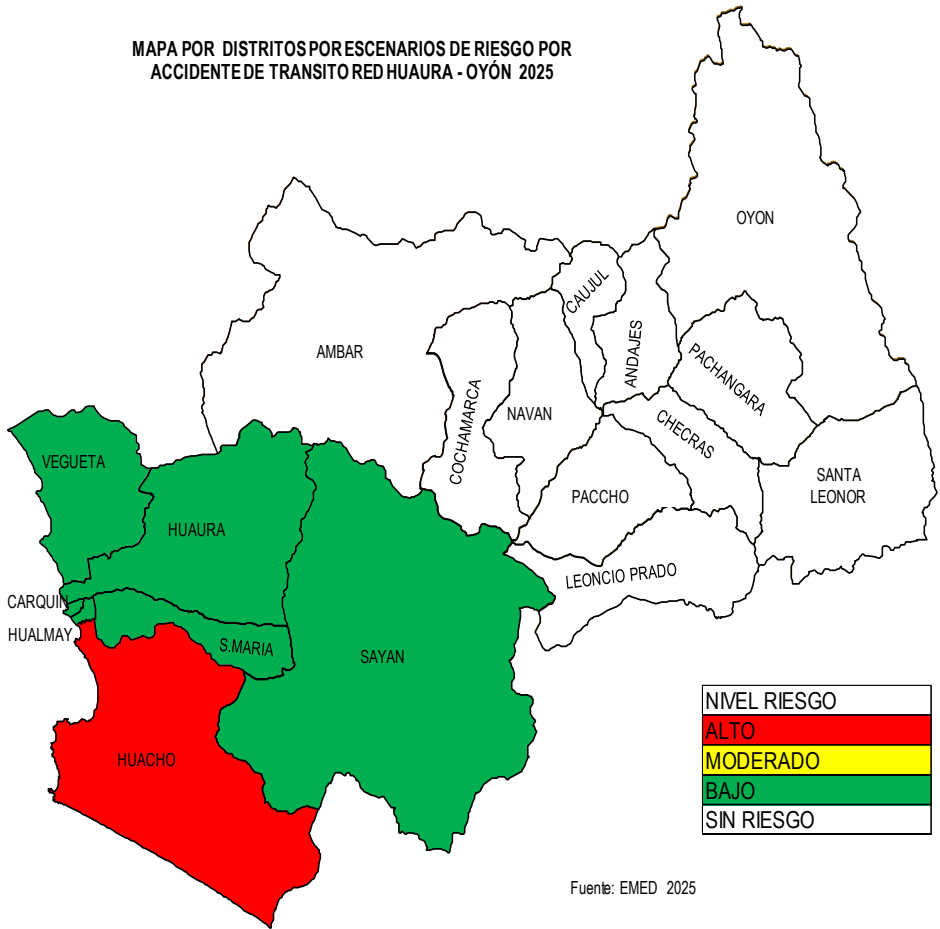 MAPA POR DISTRITOS POR ESCENARIOS DE RIESGO POR
ACCIDENTE DE TRANSITO RED HUAURA - OYÓN 2025
OYON
CAUJUL
ANDAJES
AMBAR
PACHANGARA
COCHAMARCA
NAVAN
CHECRAS
VEGUETA
SANTA
LEONOR
PACCHO
HUAURA
LEONCIO PRADO
CARQUIN
HUALMAY
S.MARIA
SAYAN
HUACHO
NIVEL RIESGO
ALTO
MODERADO
BAJO
SIN RIESGO
Fuente: EMED 2025